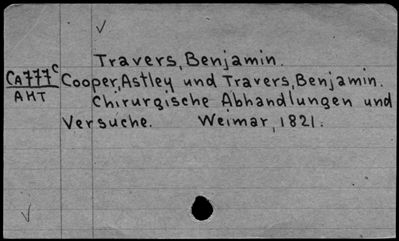 Travers, Benjamin.
CA777c Cooper, Astley und Travers, Benjamin.
AHT Chirurgische Abhandlungen und
Versuche. Weimar, 1821.